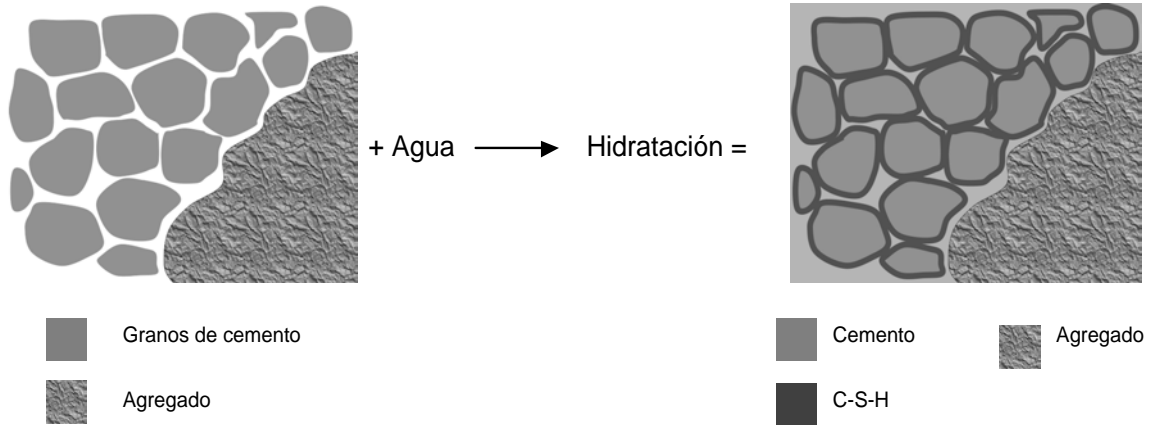 + Agua
Hidratación =
Granos de cemento
Agregado
Cemento
Agregado
C-S-H